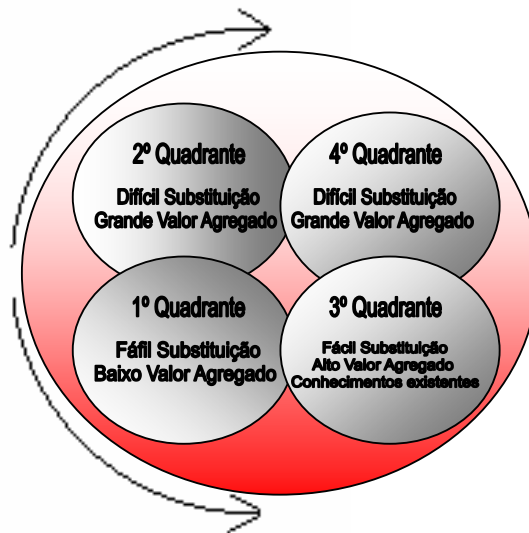 2º Quadrante
Difícil Substituição
Grande Valor Agregado
4º Quadrante
Difícil Substituição
Grande Valor Agregado
1º Quadrante
Fáfil Substituição
Baixo Valor Agregado
3º Quadrante
Fácil Substituição
Alto Valor Agregado
Conhecimentos existentes